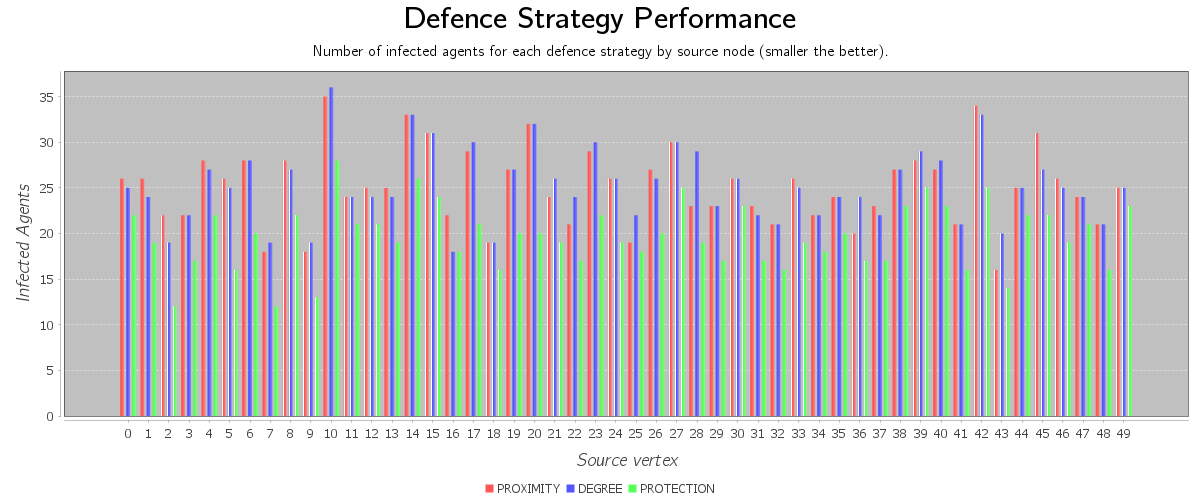 Defence Strategy Performance
Number of infected agents for each defence strategy by source node (smaller the better).
35
30
25
20
15
10
5
0
Infected Agents
0 1 2 3 4 5 6 7 8 9 10 11 12 13 14 15 16 17 18 19 20 21 22 23 24 25 26 27 28 29 30 31 32 33 34 35 36 37 38 39 40 41 42 43 44 45 46 47 48 49
Source vertex
PROXIMITY DEGREE PROTECTION